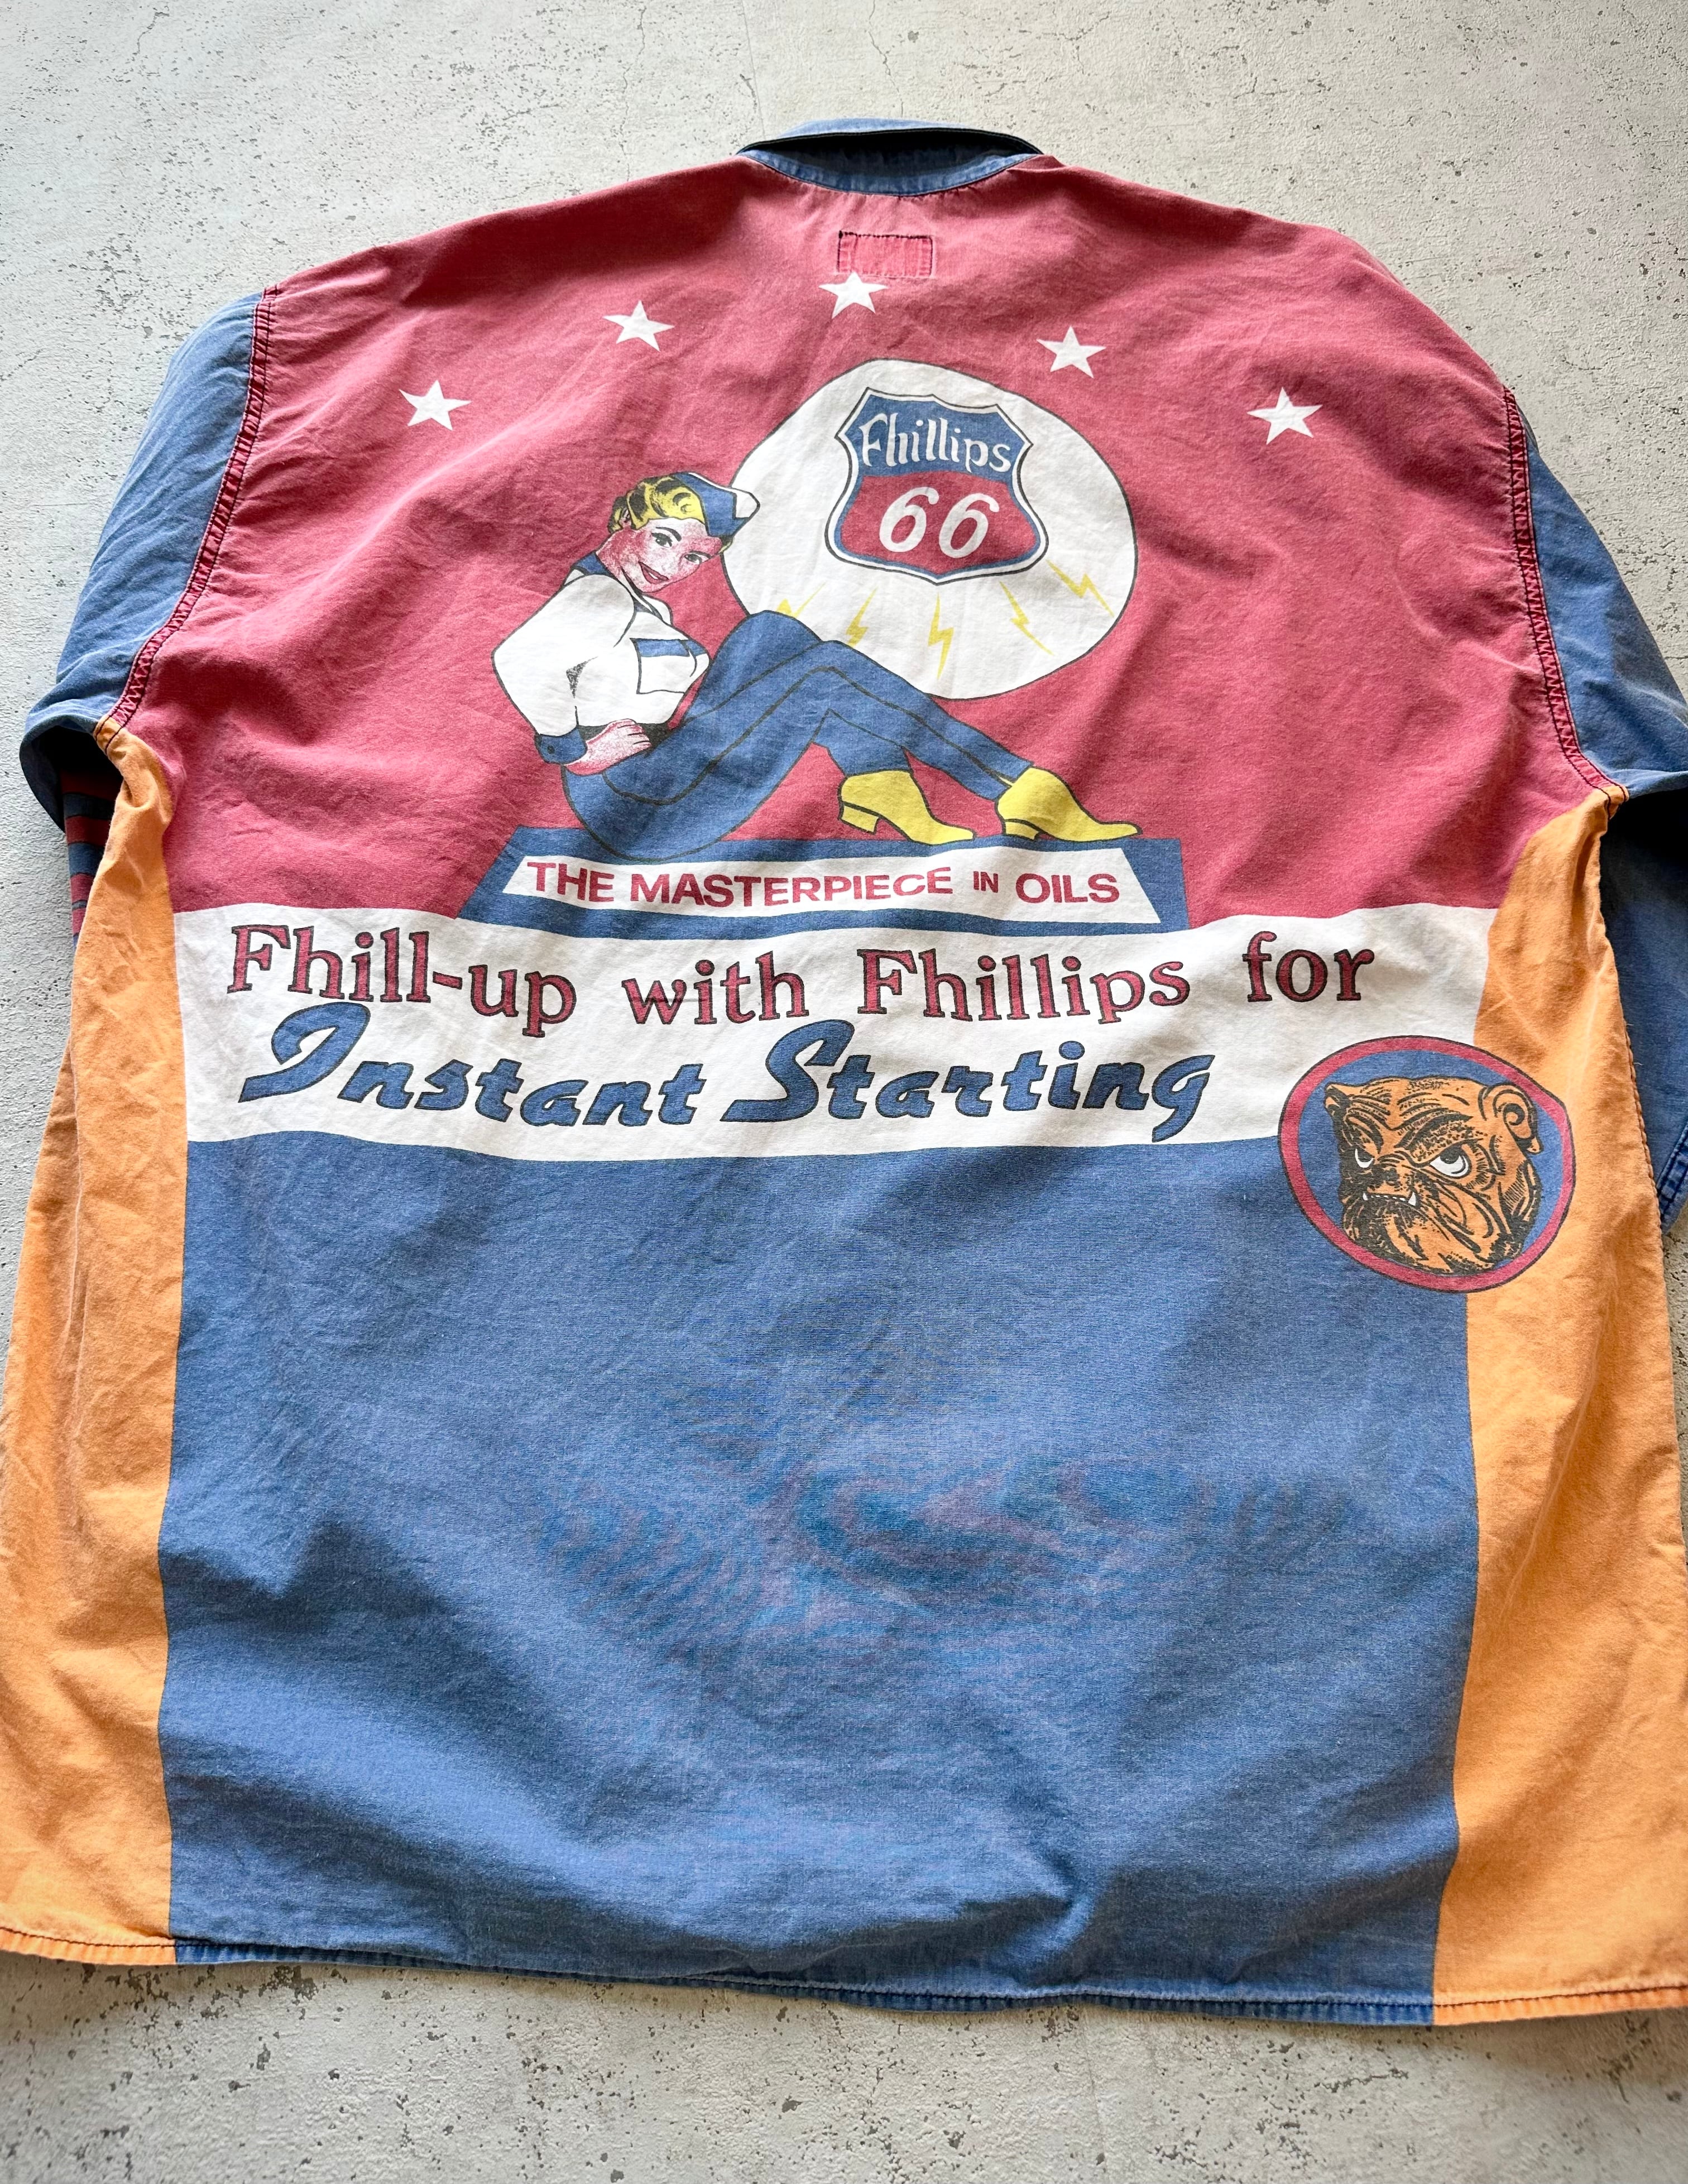 Fhillips
66
THE MASTERPIECE IN OILS
Fhill-up with Fhillips for
Instant Starting